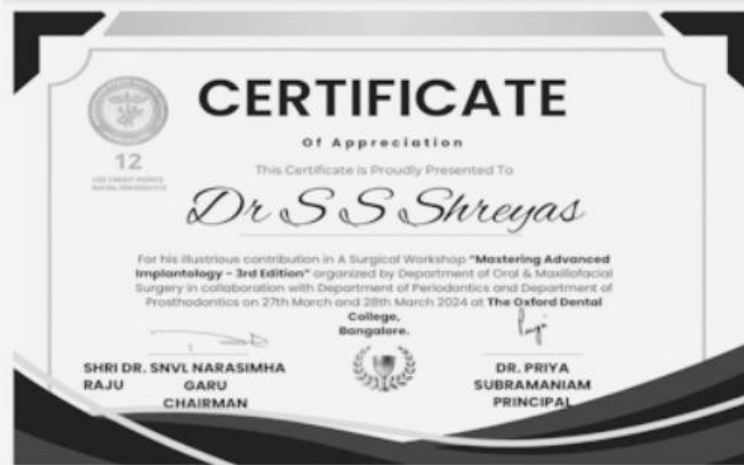 CERTIFICATE
Of Appreciation
12
This Certificate is Proudly Presented To
Dr S S Shreyas
For his illustrious contribution in A Surgical Workshop "Mastering Advanced
Implantology - 3rd Edition" organized by Department of Oral & Maxillofacial
Surgery in collaboration with Department of Periodontics and Department of
Prosthodontics on 27th March and 28th March 2024 at The Oxford Dental
College,
Bangalore.
SHRI DR. SNVL NARASIMHA
RAJU GARU
CHAIRMAN
DR. PRIYA
SUBRAMANIAM
PRINCIPAL